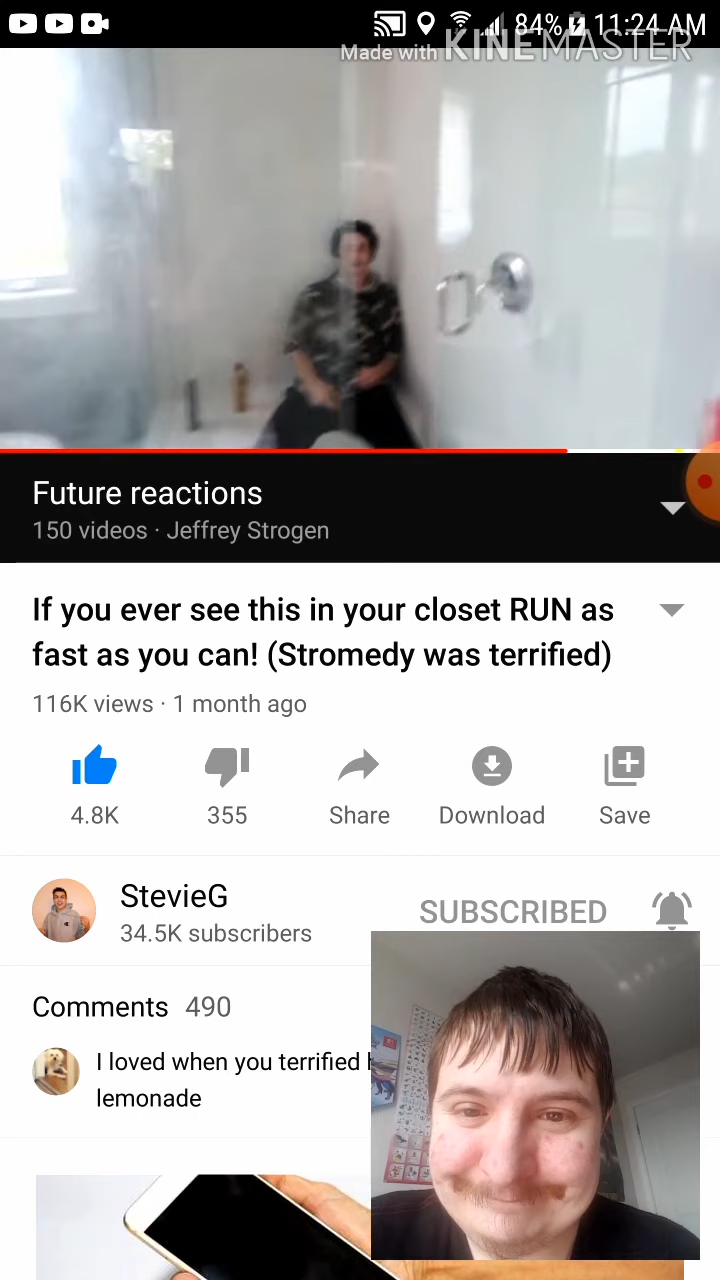 84% 11:24 AM
Made with KINEMASTER
Future reactions
150 videos · Jeffrey Strogen
If you ever see this in your closet RUN as
fast as you can! (Stromedy was terrified)
116K views · 1 month ago
4.8K 355 Share Download Save
StevieG
34.5K subscribers
SUBSCRIBED
Comments 490
I loved when you terrified
lemonade